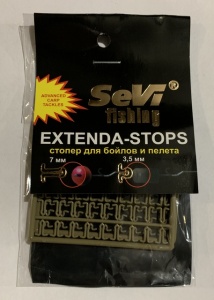 ADVANCED
CARP
TACKLES
SeVi ®
fishing
EXTENDA-STOPS
стопер для бойлов и пелета
7 мм 3,5 мм